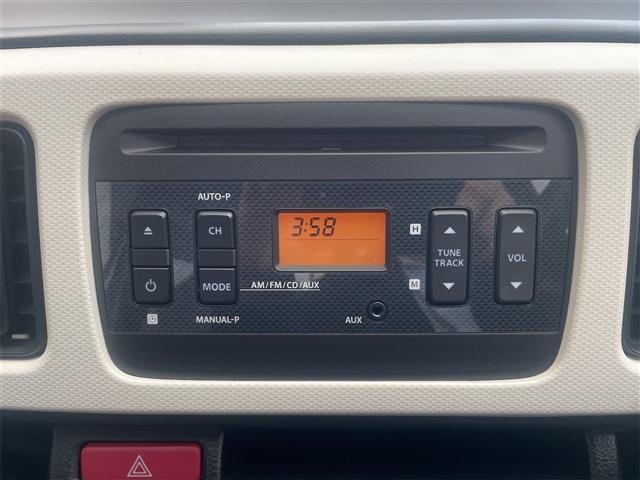 AUTO-P
CH
3:58
H
TUNE
TRACK
VOL
MODE
AM/FM/CD/AUX
M
MANUAL-P
AUX